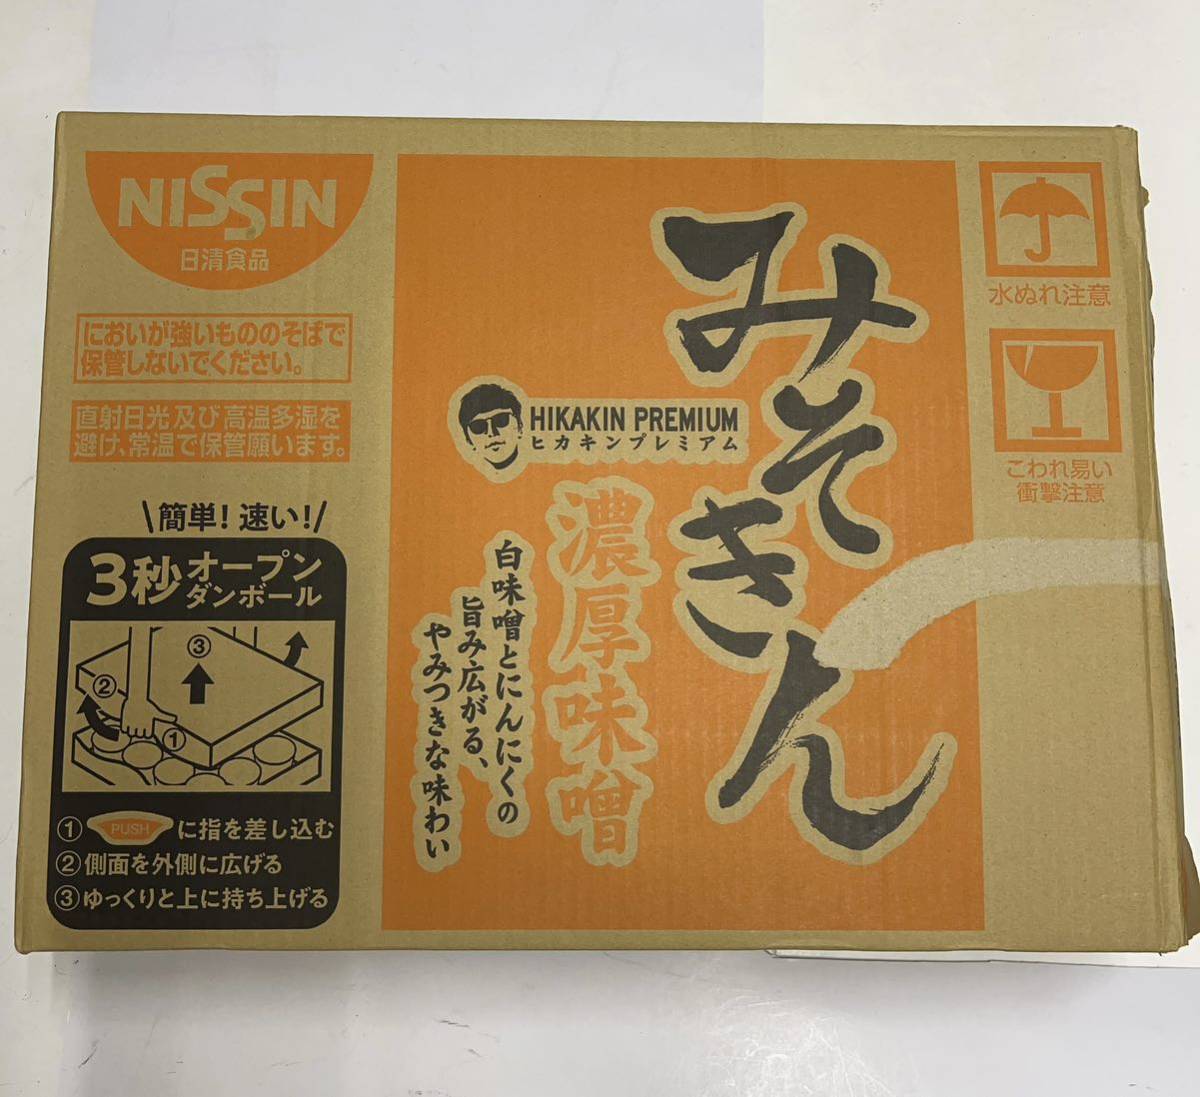 NISSIN
日清食品
においが強いもののそばで
保管しないでください。
直射日光及び高温多湿を
避け、常温で保管願います。
簡単！速い！
3秒オープン
ダンボール
③
②
①
①PUSHに指を差し込む
②側面を外側に広げる
③ゆっくりと上に持ち上げる
みそきん
HIKAKIN PREMIUM
ヒカキンプレミアム
濃厚味噌
白味噌とにんにくの
旨み広がる、
やみつきな味わい
水ぬれ注意
こわれ易い
衝撃注意